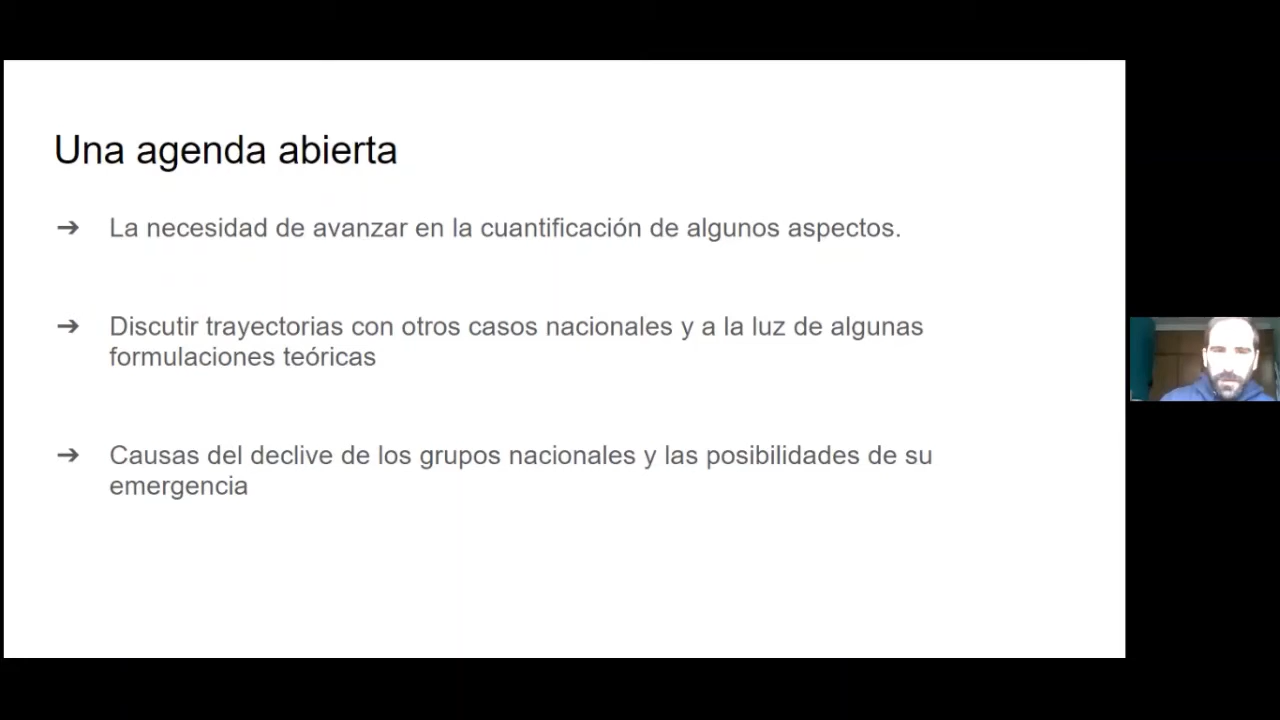 Una agenda abierta
➔ La necesidad de avanzar en la cuantificación de algunos aspectos.
➔ Discutir trayectorias con otros casos nacionales y a la luz de algunas
formulaciones teóricas
➔ Causas del declive de los grupos nacionales y las posibilidades de su
emergencia